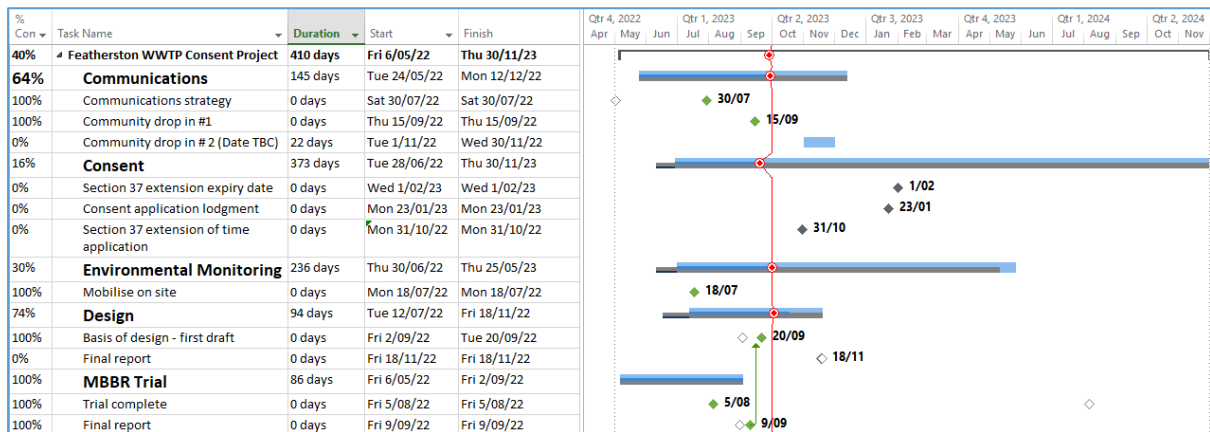 %
Con Task Name Duration Start Finish
Qtr 4, 2022 Qtr 1, 2023 Qtr 2, 2023 Qtr 3, 2023 Qtr 4, 2023 Qtr 1, 2024 Qtr 2, 2024
Apr May Jun Jul Aug Sep Oct Nov Dec Jan Feb Mar Apr May Jun Jul Aug Sep Oct Nov
40% Featherston WWTP Consent Project 410 days Fri 6/05/22 Thu 30/11/23
64% Communications 145 days Tue 24/05/22 Mon 12/12/22
100% Communications strategy 0 days Sat 30/07/22 Sat 30/07/22 30/07
100% Community drop in #1 0 days Thu 15/09/22 Thu 15/09/22 15/09
0% Community drop in # 2 (Date TBC) 22 days Tue 1/11/22 Wed 30/11/22
16% Consent 373 days Tue 28/06/22 Thu 30/11/23
0% Section 37 extension expiry date 0 days Wed 1/02/23 Wed 1/02/23 1/02
0% Consent application lodgment 0 days Mon 23/01/23 Mon 23/01/23 23/01
0% Section 37 extension of time 0 days Mon 31/10/22 Mon 31/10/22 31/10
application
30% Environmental Monitoring 236 days Thu 30/06/22 Thu 25/05/23
100% Mobilise on site 0 days Mon 18/07/22 Mon 18/07/22 18/07
74% Design 94 days Tue 12/07/22 Fri 18/11/22
100% Basis of design - first draft 0 days Fri 2/09/22 Tue 20/09/22 20/09
0% Final report 0 days Fri 18/11/22 Fri 18/11/22 18/11
100% MBBR Trial 86 days Fri 6/05/22 Fri 2/09/22
100% Trial complete 0 days Fri 5/08/22 Fri 5/08/22 5/08
100% Final report 0 days Fri 9/09/22 Fri 9/09/22 9/09